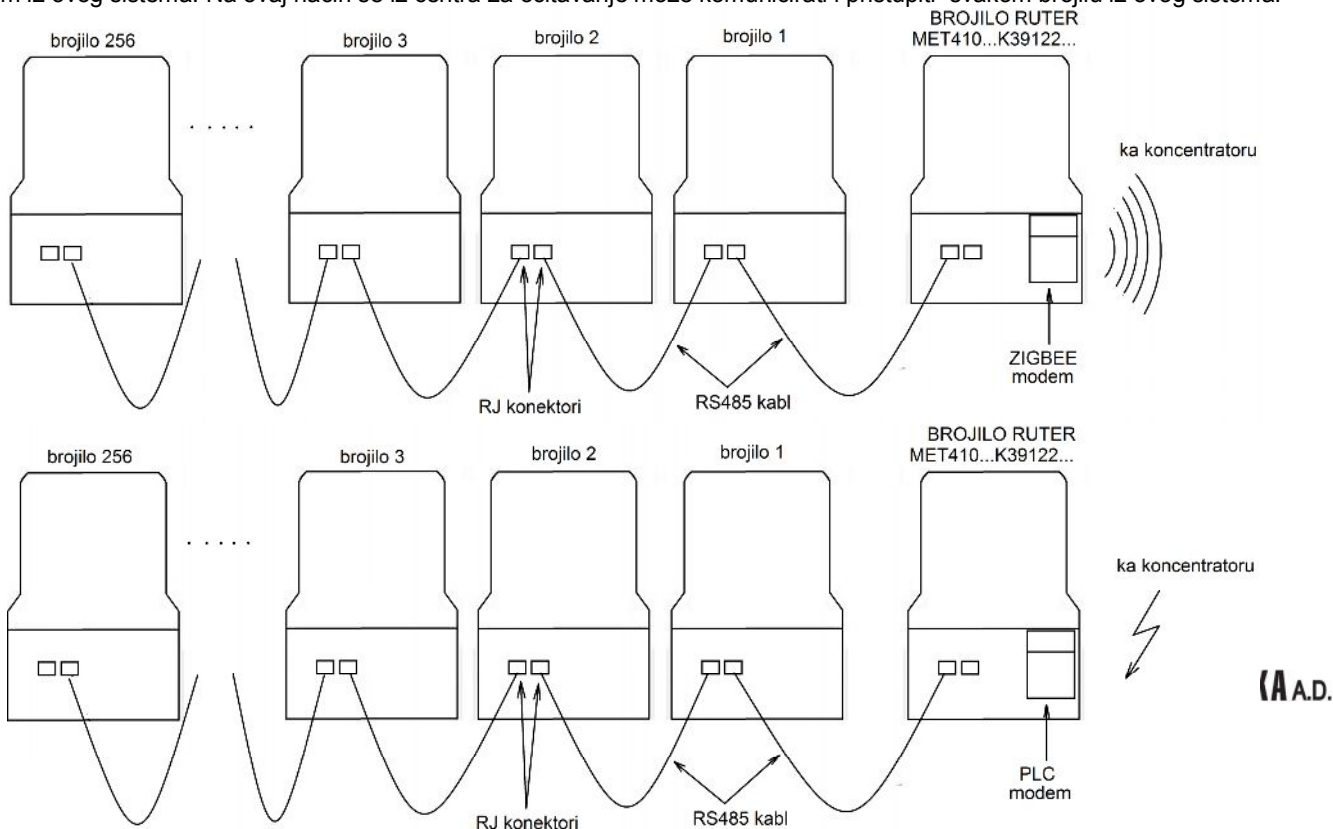 iz ovog sistema. Na ovaj način se iz centra za očitavanje može komunicirati i pristupiti svakom brojilu iz ovog sistema.
BROJILO RUTER
MET410...K39122...
brojilo 256
brojilo 3
brojilo 2
brojilo 1
.....
ka koncentratoru
ZIGBEE
modem
RJ konektori
RS485 kabl
BROJILO RUTER
MET410...K39122...
brojilo 256
brojilo 3
brojilo 2
brojilo 1
.....
ka koncentratoru
A A.D.
PLC
modem
RJ konektori
RS485 kabl